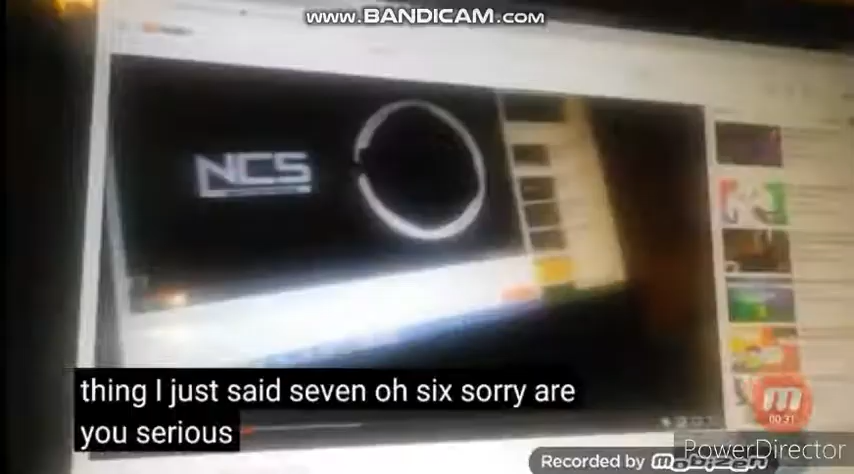 www.BANDICAM.com
NCS
thing I just said seven oh six sorry are
you serious
00:31
PowerDirector
Recorded by mobizen